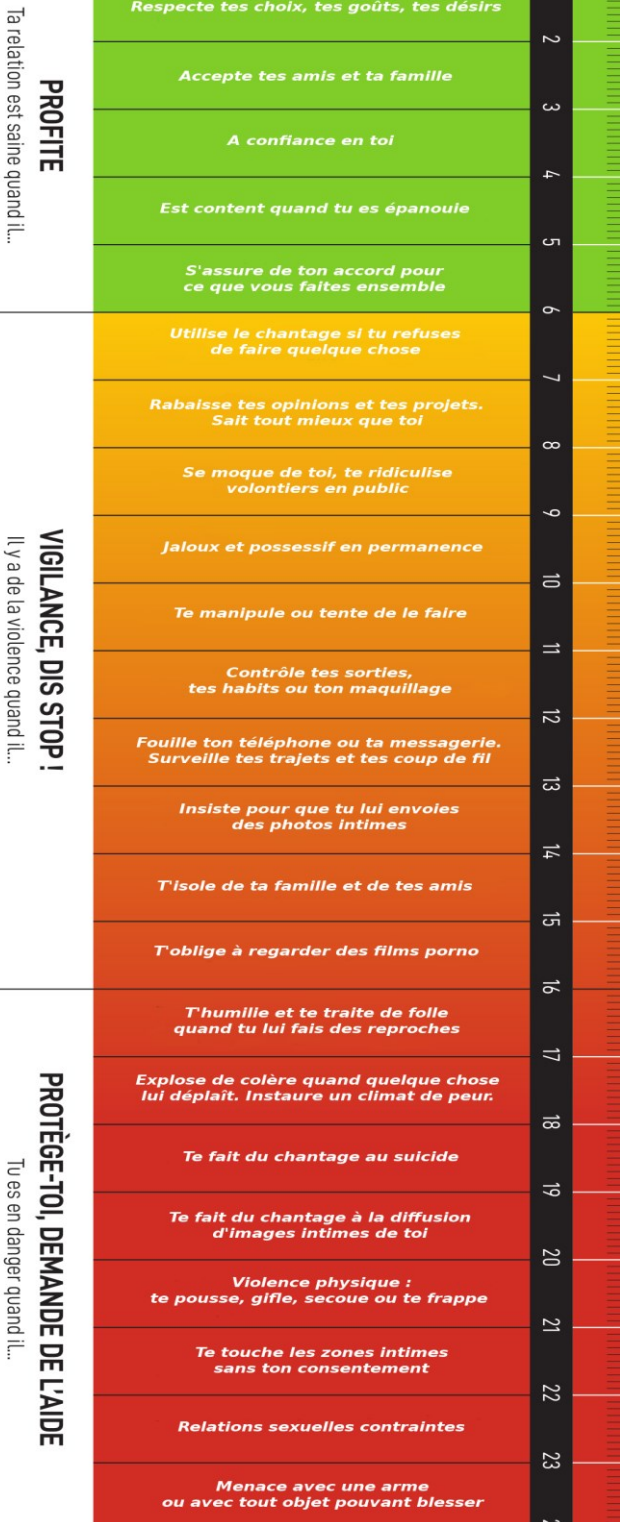 PROFITE
Ta relation est saine quand il...
Respecte tes choix, tes goûts, tes désirs
2
Accepte tes amis et ta famille
3
A confiance en toi
4
Est content quand tu es épanouie
5
S'assure de ton accord pour
ce que vous faites ensemble
6
VIGILANCE, DIS STOP !
Il y a de la violence quand il...
Utilise le chantage si tu refuses
de faire quelque chose
7
Rabaisse tes opinions et tes projets.
Sait tout mieux que toi
8
Se moque de toi, te ridiculise
volontiers en public
9
Jaloux et possessif en permanence
10
Te manipule ou tente de le faire
11
Contrôle tes sorties,
tes habits ou ton maquillage
12
Fouille ton téléphone ou ta messagerie.
Surveille tes trajets et tes coup de fil
13
Insiste pour que tu lui envoies
des photos intimes
14
T'isole de ta famille et de tes amis
15
T'oblige à regarder des films porno
16
PROTÈGE-TOI, DEMANDE DE L'AIDE
Tu es en danger quand il...
T'humilie et te traite de folle
quand tu lui fais des reproches
17
Explose de colère quand quelque chose
lui déplaît. Instaure un climat de peur.
18
Te fait du chantage au suicide
19
Te fait du chantage à la diffusion
d'images intimes de toi
20
Violence physique :
te pousse, gifle, secoue ou te frappe
21
Te touche les zones intimes
sans ton consentement
22
Relations sexuelles contraintes
23
Menace avec une arme
ou avec tout objet pouvant blesser